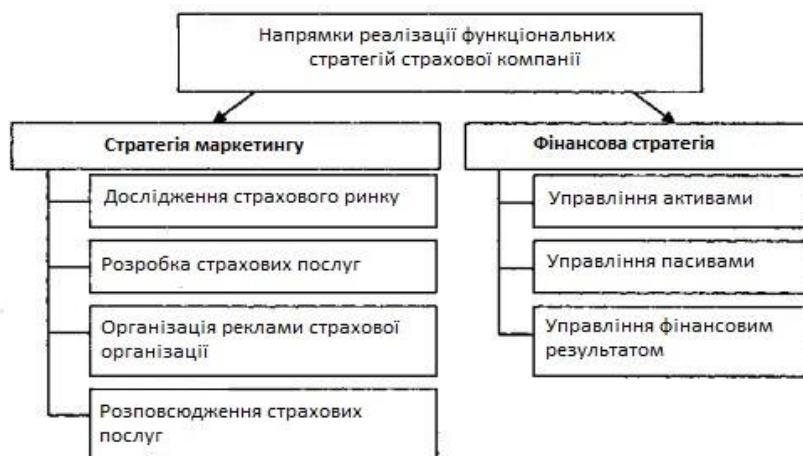 Напрямки реалізації функціональних
стратегій страхової компанії
Стратегія маркетингу
Дослідження страхового ринку
Розробка страхових послуг
Організація реклами страхової
організації
Розповсюдження страхових
послуг
Фінансова стратегія
Управління активами
Управління пасивами
Управління фінансовим
результатом